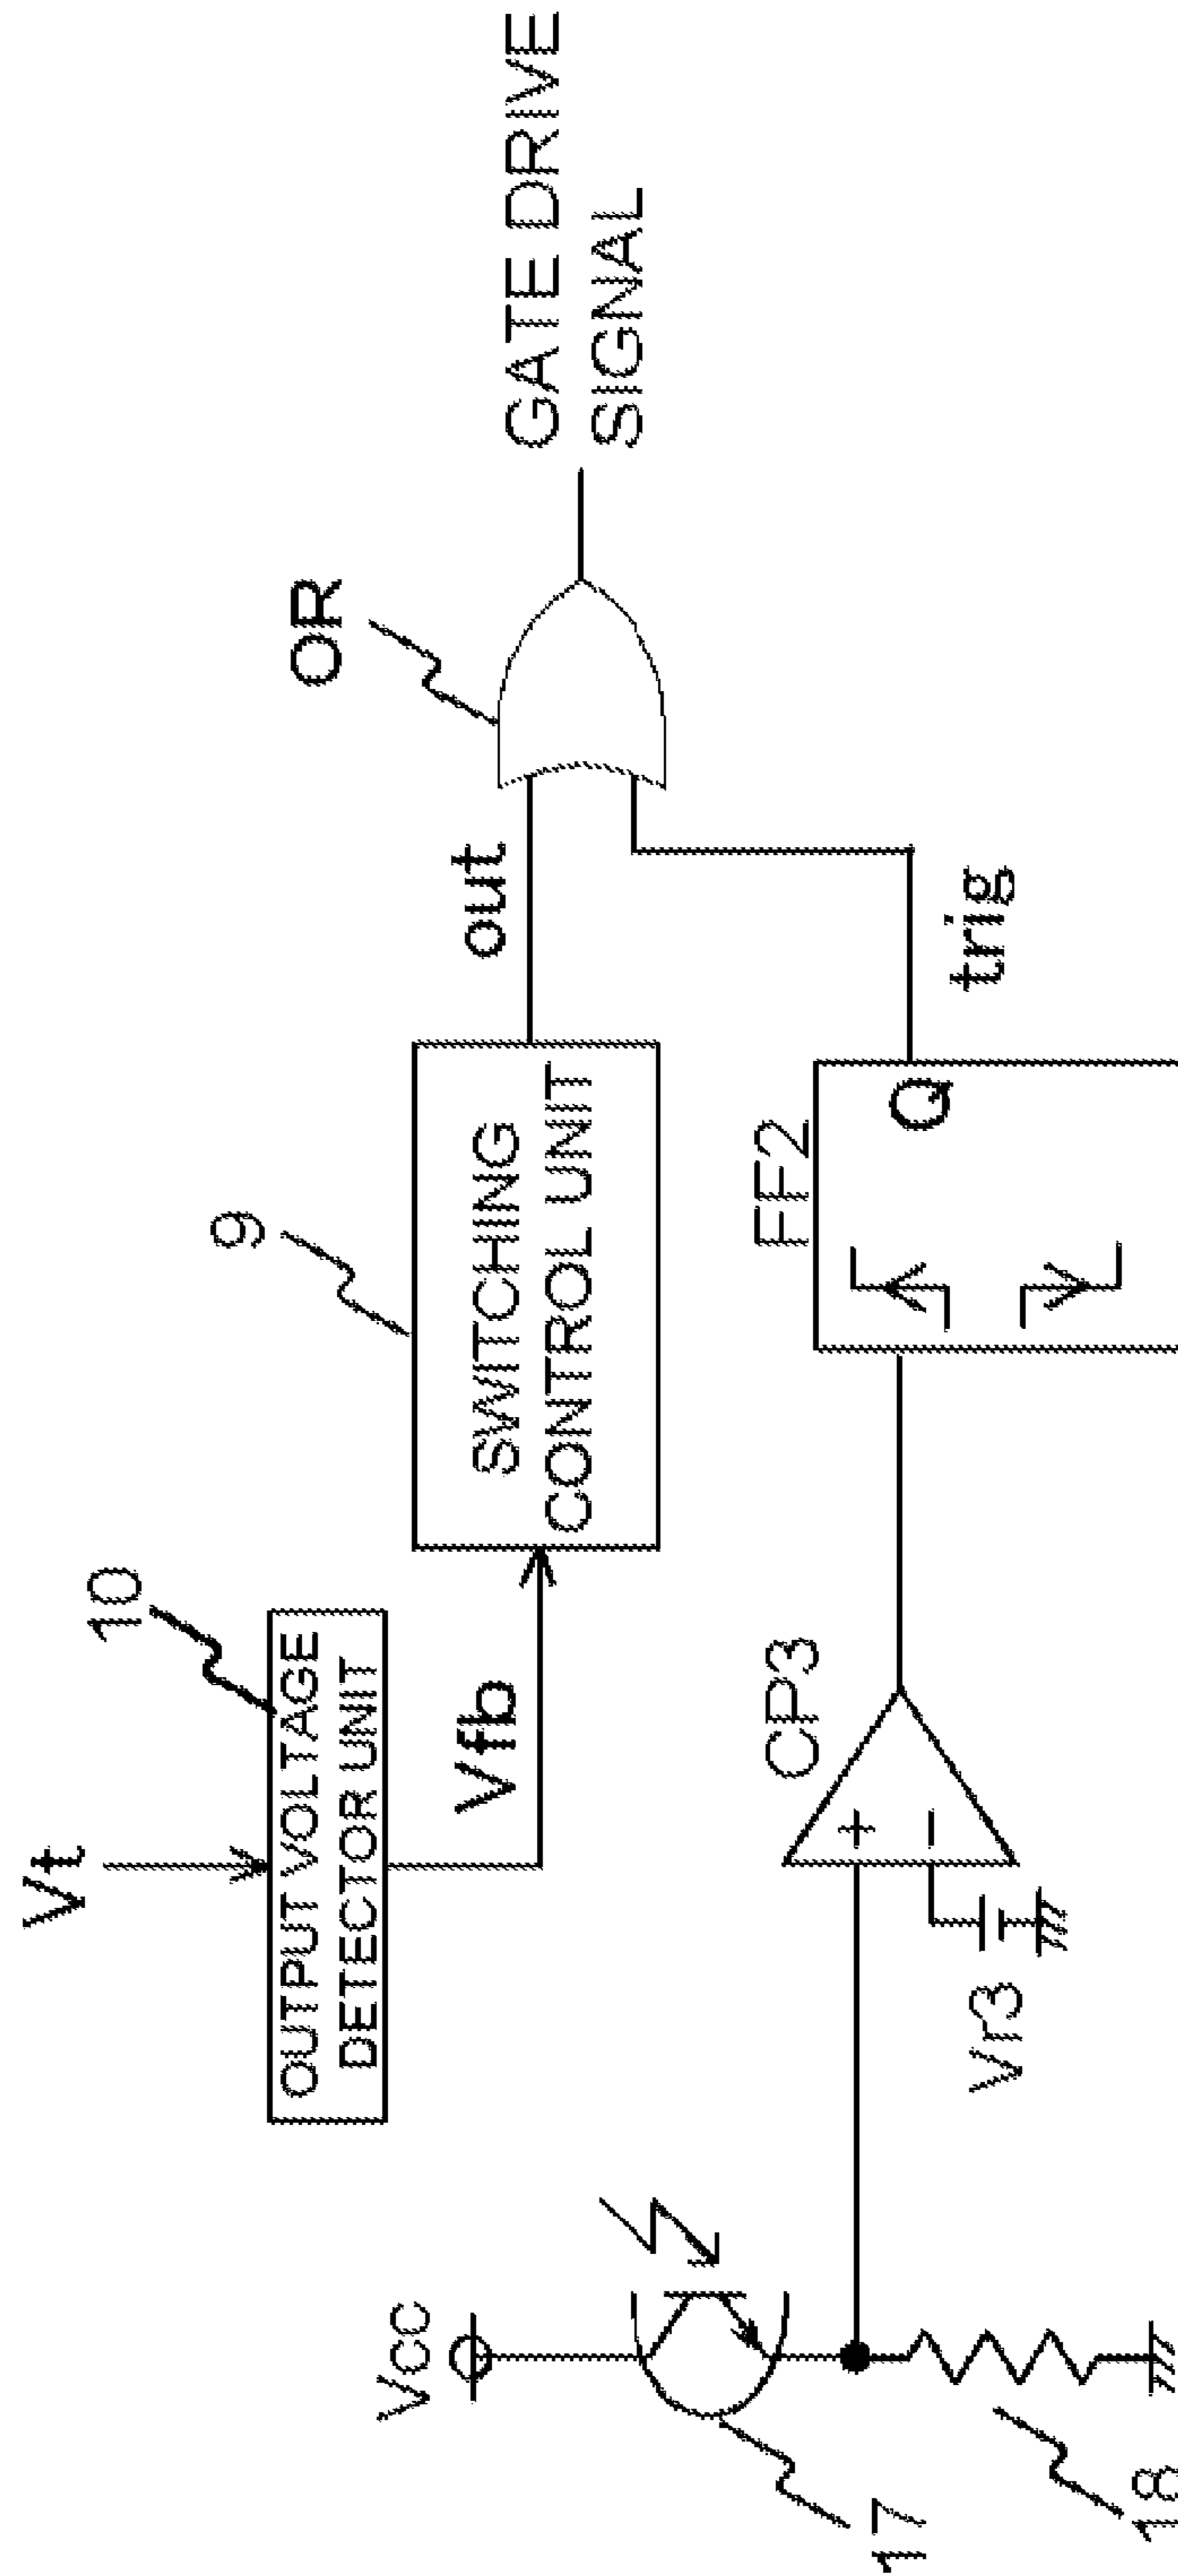 Vt
10
OUTPUT VOLTAGE
DETECTOR UNIT
Vfb
9
SWITCHING
CONTROL UNIT
out
OR
GATE DRIVE
SIGNAL
Vcc
17
18
CP3
+
−
Vr3
FF2
Q
trig